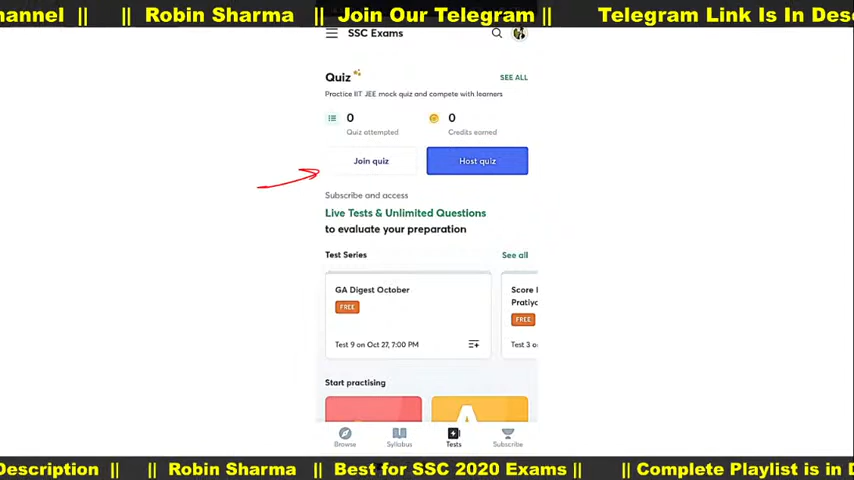 hannel || || Robin Sharma || Join Our Telegram || Telegram Link Is In Desc
SSC Exams
Quiz
SEE ALL
Practice IIT JEE mock quiz and compete with learners
0
0
Quiz attempted
Credits earned
Join quiz
Host quiz
Subscribe and access
Live Tests & Unlimited Questions
to evaluate your preparation
Test Series
See all
GA Digest October
FREE
Score
Pratiyo
FREE
Test 9 on Oct 27, 7:00 PM
Test 3 o
Start practising
A
Browse
Syllabus
Tests
Subscribe
Description || || Robin Sharma || Best for SSC 2020 Exams || || Complete Playlist is in D